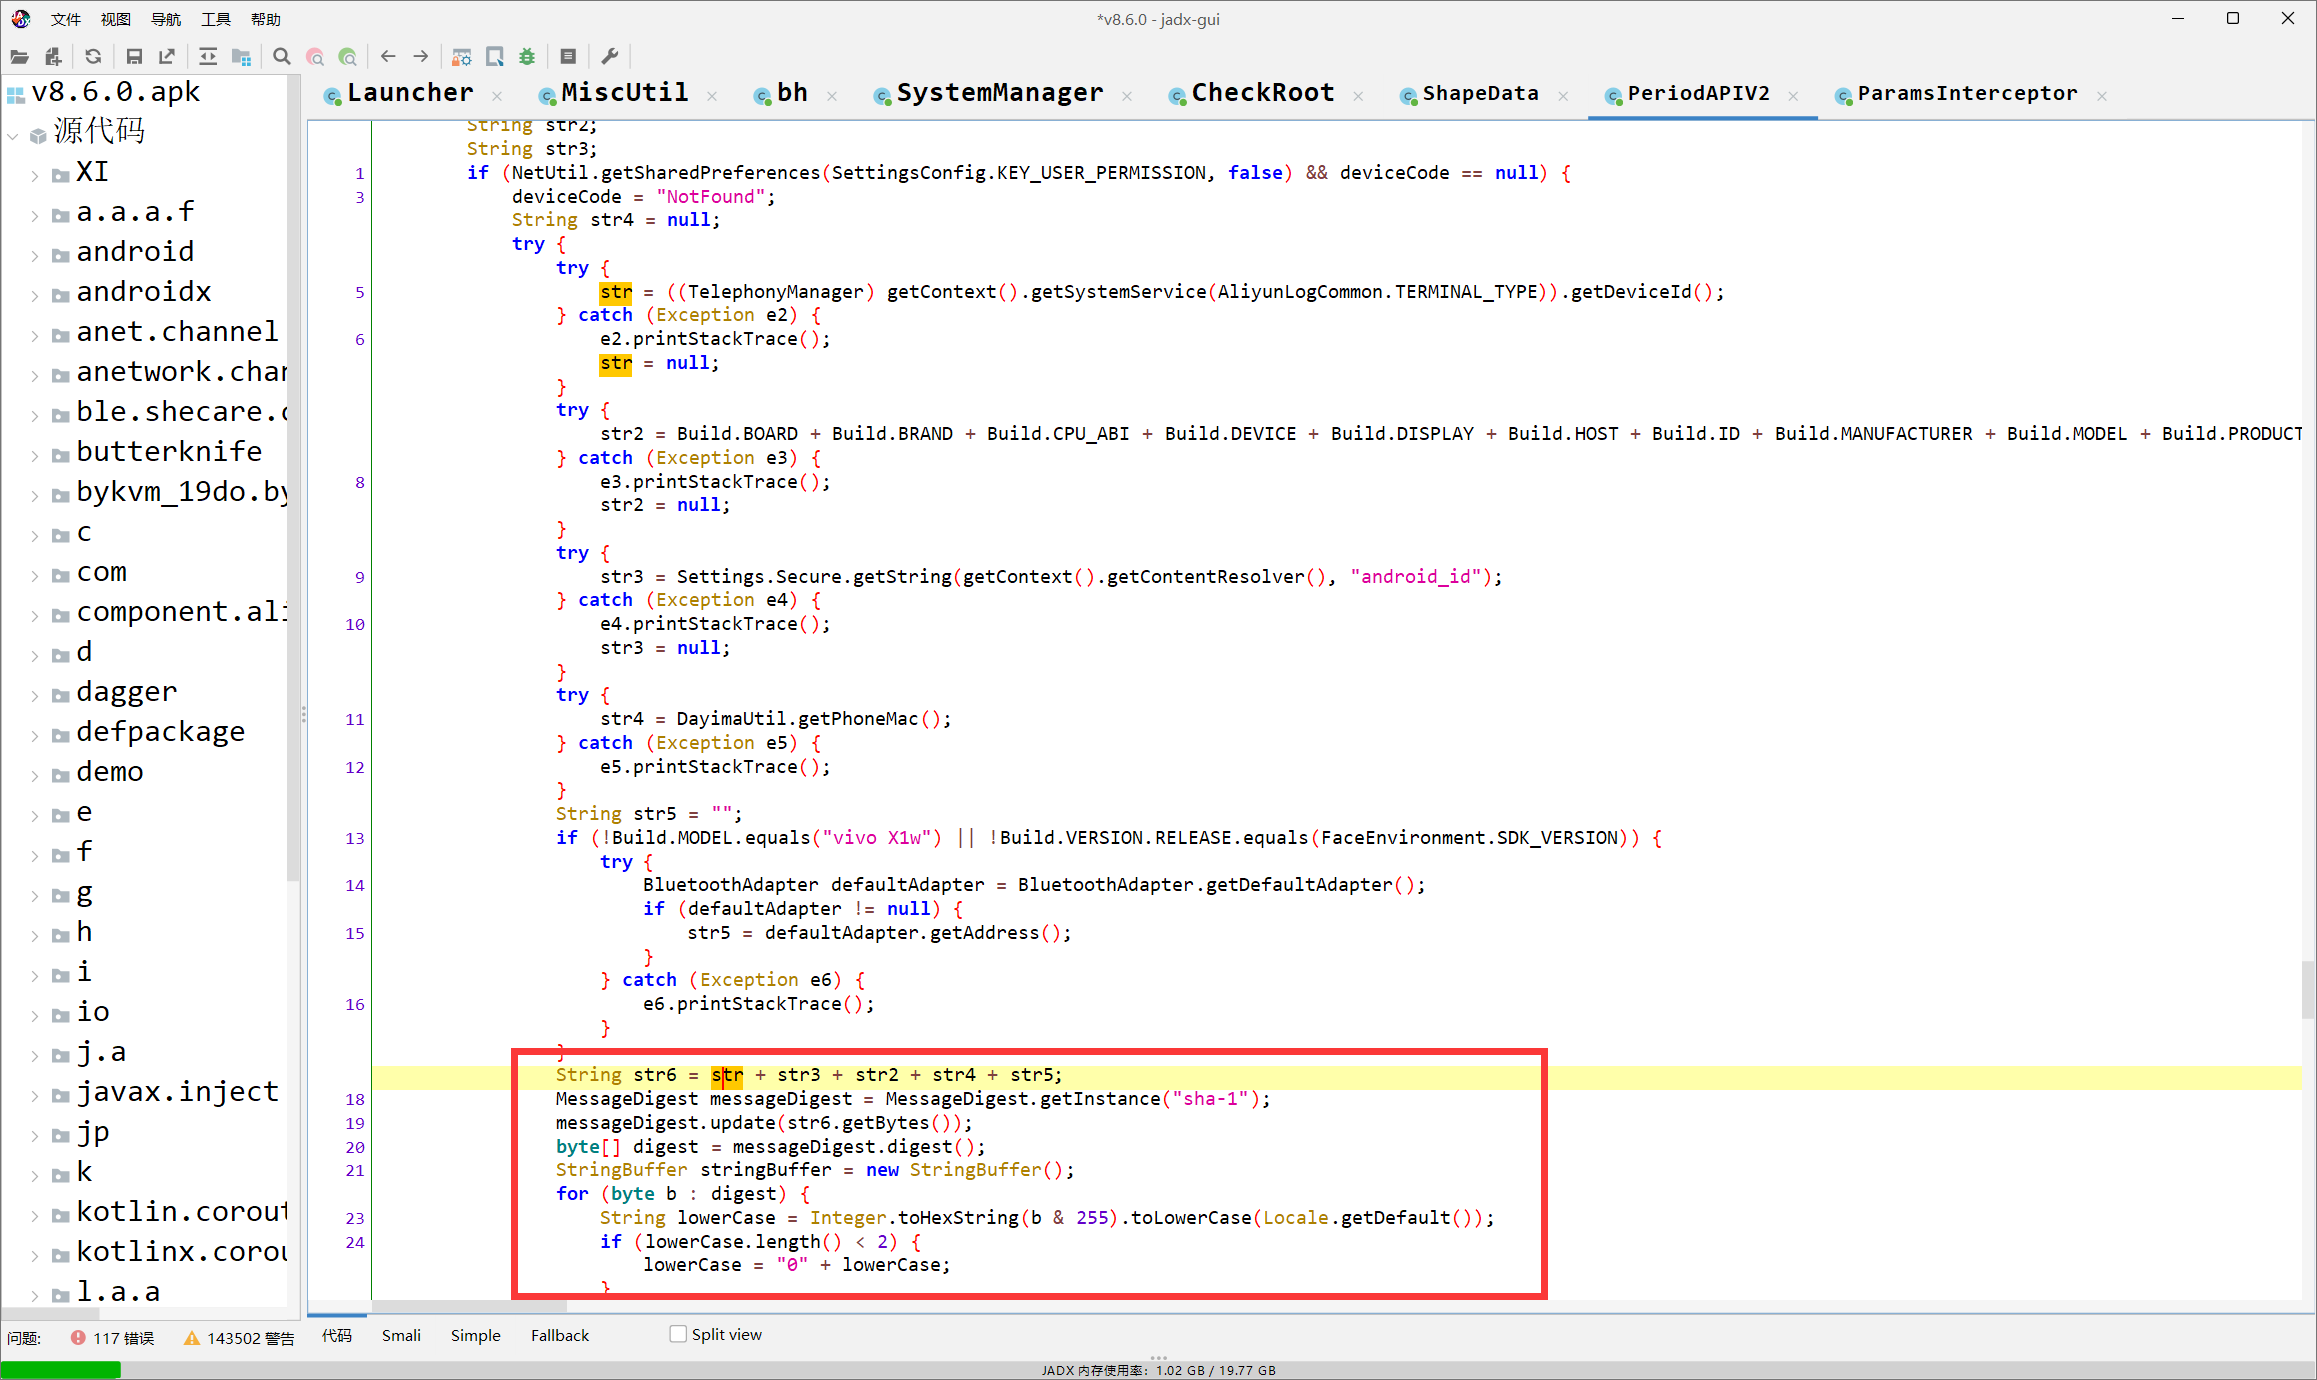 文件 视图 导航 工具 帮助
*v8.6.0 - jadx-gui
v8.6.0.apk
源代码
XI
a.a.a.f
android
androidx
anet.channel
anetwork.char
ble.shecare.c
butterknife
bykvm_19do.by
c
com
component.ali
d
dagger
defpackage
demo
e
f
g
h
i
io
j.a
javax.inject
jp
k
kotlin.corout
kotlinx.corou
l.a.a
Launcher MiscUtil bh SystemManager CheckRoot ShapeData PeriodAPIV2 ParamsInterceptor
String str2;
String str3;
1 if (NetUtil.getSharedPreferences(SettingsConfig.KEY_USER_PERMISSION, false) && deviceCode == null) {
3 deviceCode = "NotFound";
String str4 = null;
try {
try {
5 str = ((TelephonyManager) getContext().getSystemService(AliyunLogCommon.TERMINAL_TYPE)).getDeviceId();
} catch (Exception e2) {
6 e2.printStackTrace();
str = null;
}
try {
str2 = Build.BOARD + Build.BRAND + Build.CPU_ABI + Build.DEVICE + Build.DISPLAY + Build.HOST + Build.ID + Build.MANUFACTURER + Build.MODEL + Build.PRODUCT
} catch (Exception e3) {
8 e3.printStackTrace();
str2 = null;
}
try {
9 str3 = Settings.Secure.getString(getContext().getContentResolver(), "android_id");
} catch (Exception e4) {
10 e4.printStackTrace();
str3 = null;
}
try {
11 str4 = DayimaUtil.getPhoneMac();
} catch (Exception e5) {
12 e5.printStackTrace();
}
String str5 = "";
13 if (!Build.MODEL.equals("vivo X1w") || !Build.VERSION.RELEASE.equals(FaceEnvironment.SDK_VERSION)) {
try {
14 BluetoothAdapter defaultAdapter = BluetoothAdapter.getDefaultAdapter();
if (defaultAdapter != null) {
15 str5 = defaultAdapter.getAddress();
}
} catch (Exception e6) {
16 e6.printStackTrace();
}
}
String str6 = str + str3 + str2 + str4 + str5;
18 MessageDigest messageDigest = MessageDigest.getInstance("sha-1");
19 messageDigest.update(str6.getBytes());
20 byte[] digest = messageDigest.digest();
21 StringBuffer stringBuffer = new StringBuffer();
for (byte b : digest) {
23 String lowerCase = Integer.toHexString(b & 255).toLowerCase(Locale.getDefault());
24 if (lowerCase.length() < 2) {
lowerCase = "0" + lowerCase;
}
问题: 117 错误 143502 警告
代码 Smali Simple Fallback Split view
JADX 内存使用率: 1.02 GB / 19.77 GB